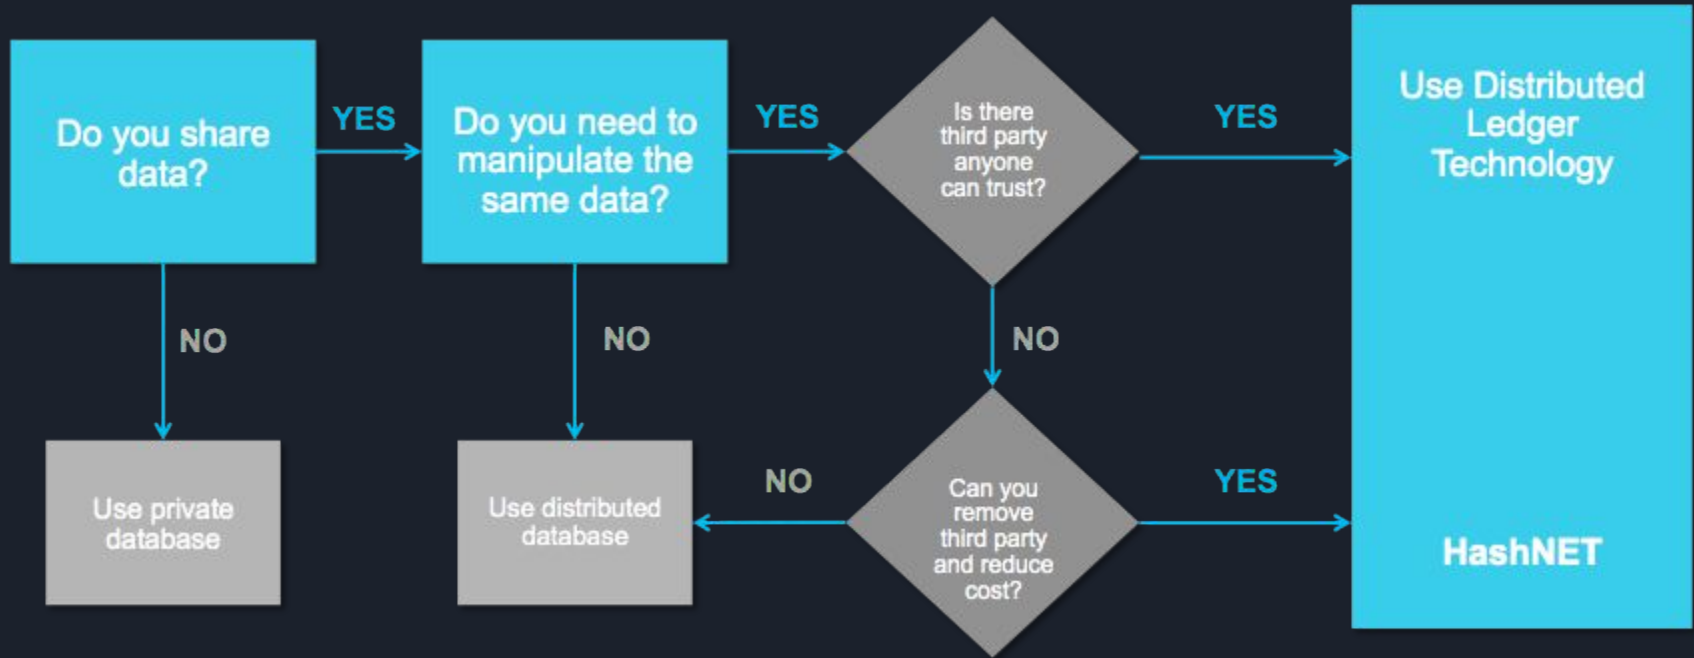 Do you share
data?
YES
Do you need to
manipulate the
same data?
YES
Is there
third party
anyone
can trust?
YES
Use Distributed
Ledger
Technology
NO
NO
NO
Use private
database
Use distributed
database
NO
Can you
remove
third party
and reduce
cost?
YES
HashNET